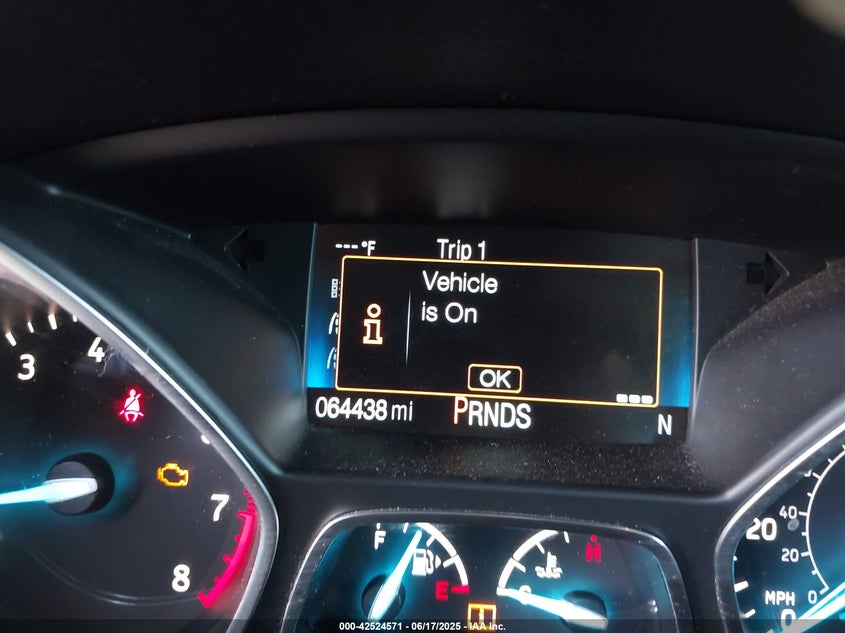 --- °F Trip 1
Vehicle
is On
OK
064438 mi PRNDS N
3
4
7
8
F
E
H
C
20
40
20
MPH
0
0
000-42524571 - 06/17/2025 - IAA Inc.